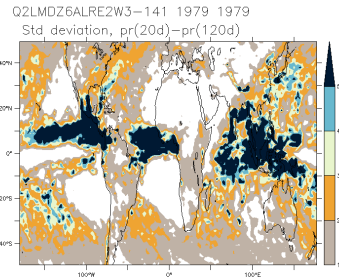 Q2LMDZ6ALRE2W3-141 1979 1979
Std deviation, pr(20d)-pr(120d)
40°N
20°N
0°
20°S
40°S
100°W 0° 100°E
5
4
3
2
1